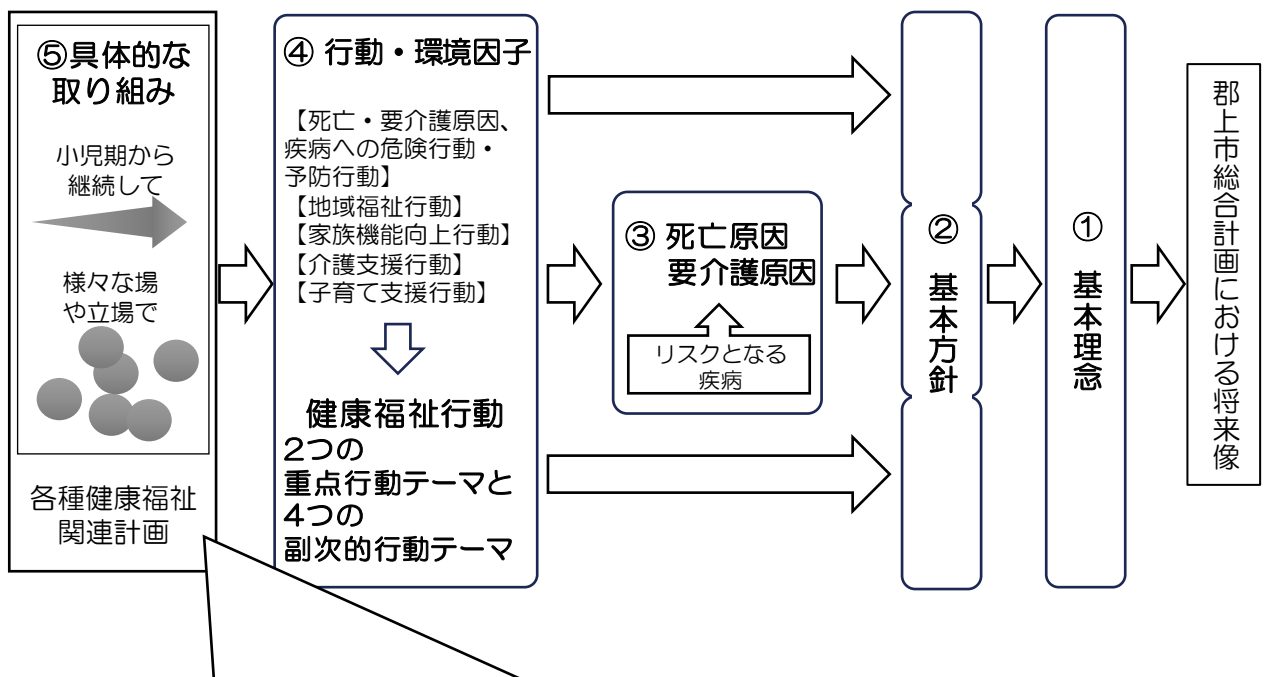 ⑤具体的な
取り組み
小児期から
継続して
様々な場
や立場で
各種健康福祉
関連計画
④ 行動・環境因子
【死亡・要介護原因、
疾病への危険行動・
予防行動】
【地域福祉行動】
【家族機能向上行動】
【介護支援行動】
【子育て支援行動】
健康福祉行動
2つの
重点行動テーマと
4つの
副次的行動テーマ
③ 死亡原因
要介護原因
リスクとなる
疾病
② 基本方針
① 基本理念
郡上市総合計画における将来像